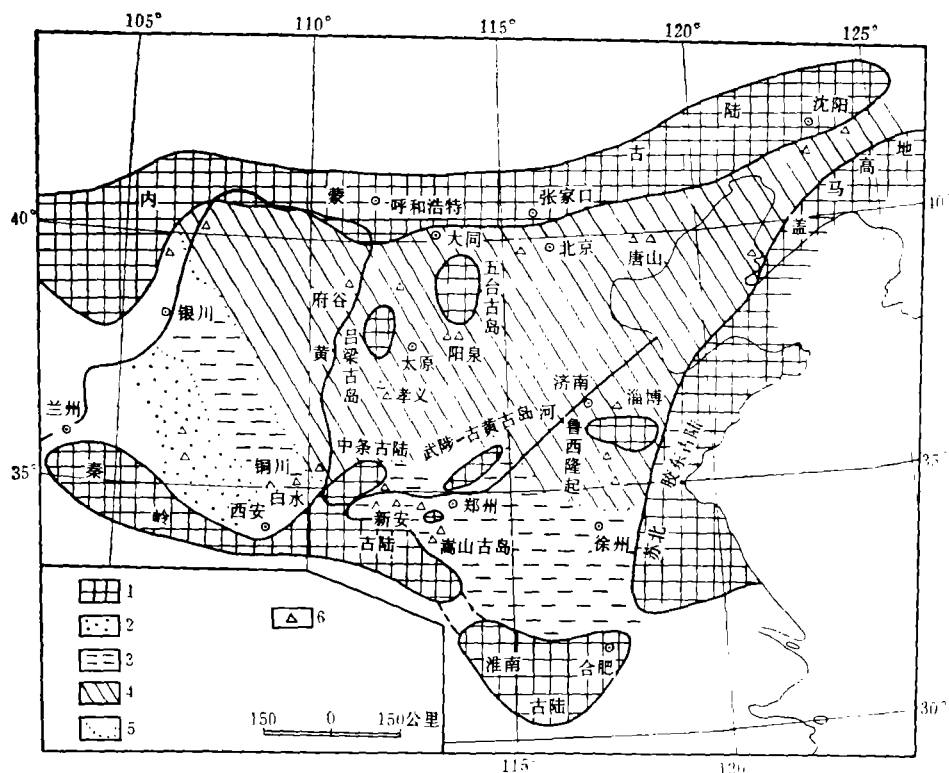 105° 110° 115° 120° 125°
沈阳
陆
古
地
高
马
盖
内 蒙
呼和浩特
张家口
40°
大同
北京
唐山
五台古岛
府谷
银川
黄
吕梁古岛
太原
阳泉
孝义
济南
淄博
兰州
中条古陆
武陟-古黄古岛
河
鲁西隆起
胶东古陆
35° 35°
秦
岭
铜川
白水
西安
新安
郑州
古陆
嵩山古岛
徐州
苏北
1
2
3
4
5
6
淮南
合肥
古陆
150 0 150公里
30°
115°